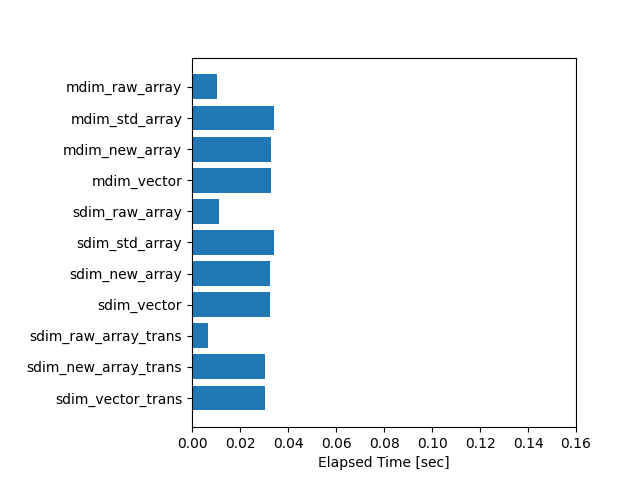 mdim_raw_array
mdim_std_array
mdim_new_array
mdim_vector
sdim_raw_array
sdim_std_array
sdim_new_array
sdim_vector
sdim_raw_array_trans
sdim_new_array_trans
sdim_vector_trans
0.00 0.02 0.04 0.06 0.08 0.10 0.12 0.14 0.16
Elapsed Time [sec]